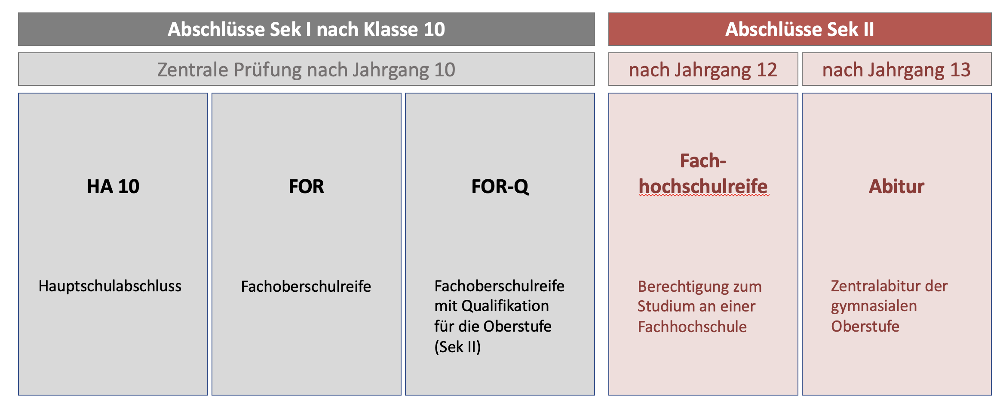 Abschlüsse Sek I nach Klasse 10
Zentrale Prüfung nach Jahrgang 10
HA 10
Hauptschulabschluss
FOR
Fachoberschulreife
FOR-Q
Fachoberschulreife
mit Qualifikation
für die Oberstufe
(Sek II)
Abschlüsse Sek II
nach Jahrgang 12
Fach-
hochschulreife
Berechtigung zum
Studium an einer
Fachhochschule
nach Jahrgang 13
Abitur
Zentralabitur der
gymnasialen
Oberstufe